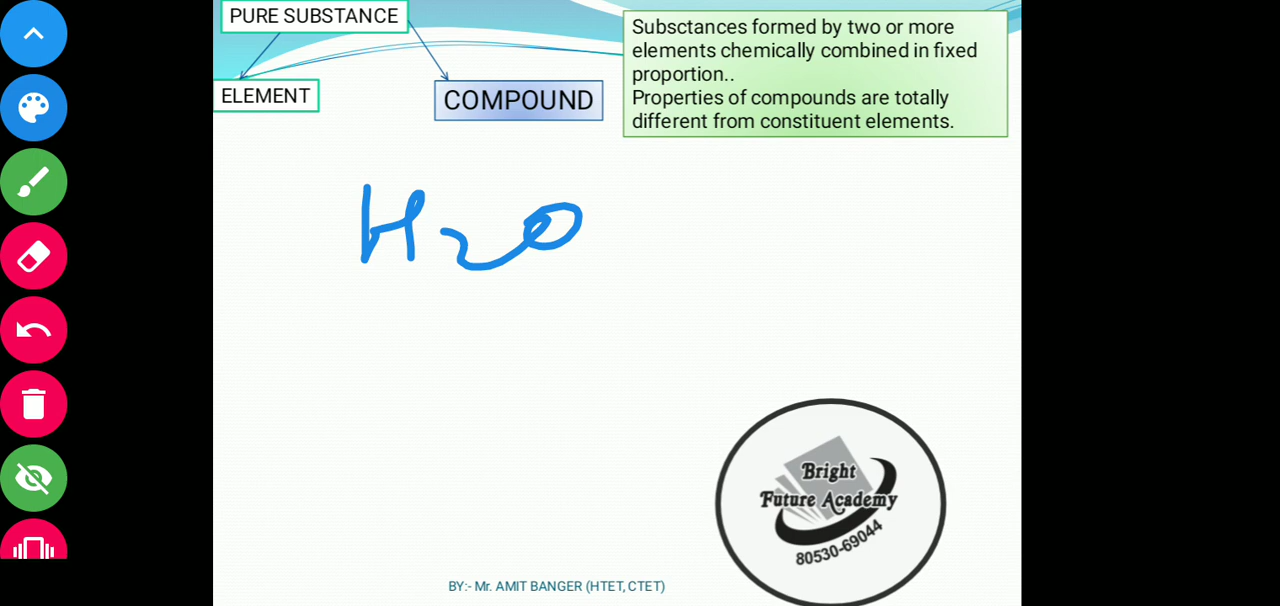 PURE SUBSTANCE
ELEMENT
COMPOUND
Subsctances formed by two or more
elements chemically combined in fixed
proportion..
Properties of compounds are totally
different from constituent elements.
H2O
Bright
Future Academy
80530-69044
BY:- Mr. AMIT BANGER (HTET, CTET)